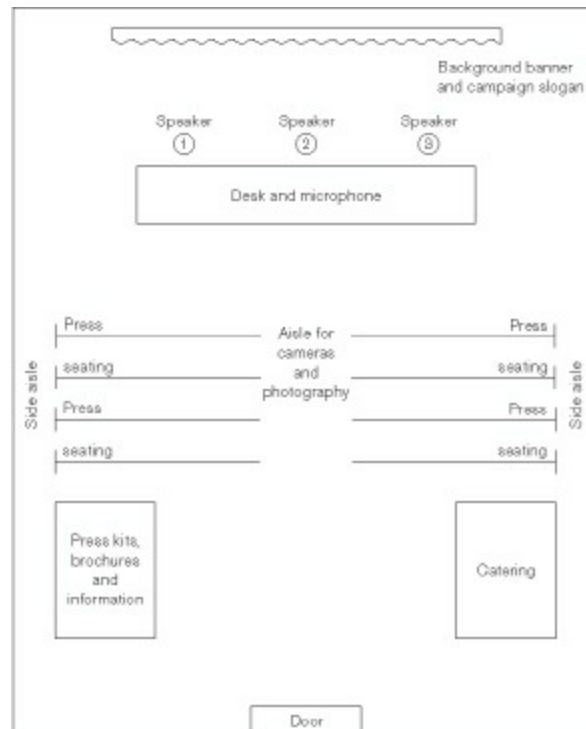 Background banner
and campaign slogan
Speaker Speaker Speaker
1 2 3
Desk and microphone
Press
seating
Press
seating
Aisle for
cameras
and
photography
Press
seating
Press
seating
Side aisle
Side aisle
Press kits,
brochures
and
information
Catering
Door